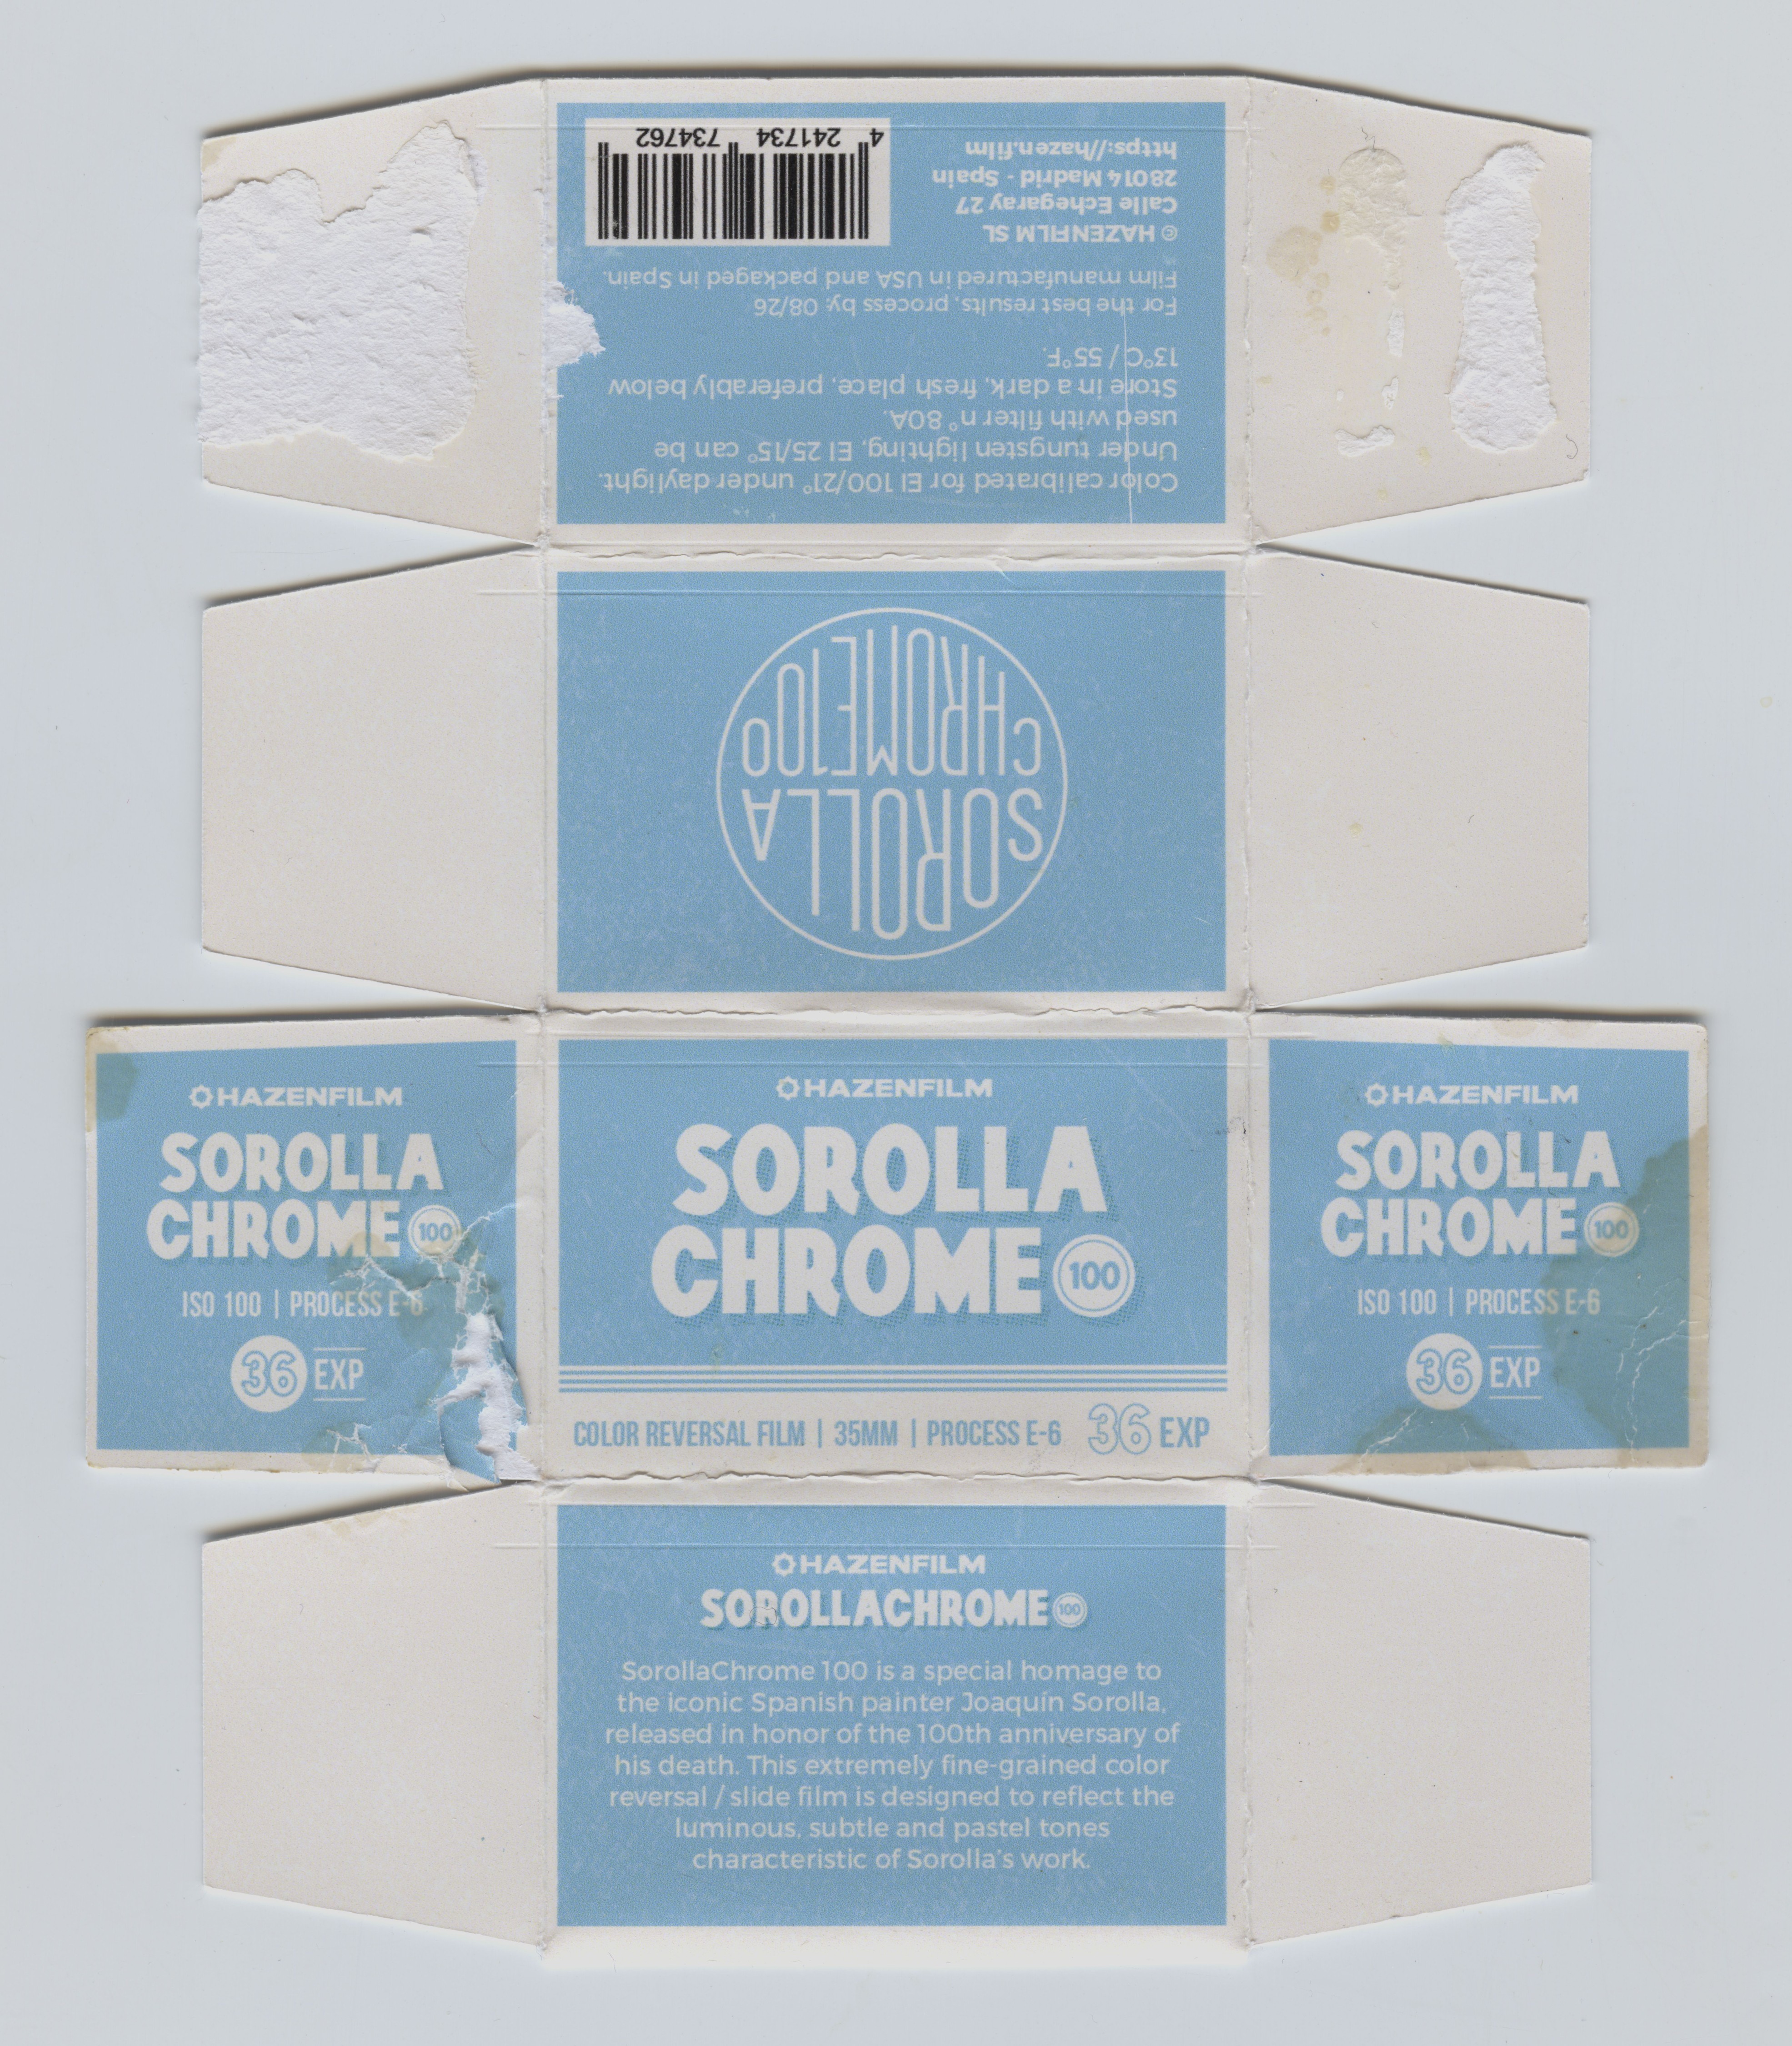 Color calibrated for EI 100/21° under daylight.
Under tungsten lighting, EI 25/15° can be
used with filter n° 80A.
Store in a dark, fresh place, preferably below
13°C / 55°F.
For the best results, process by: 08/26
Film manufactured in USA and packaged in Spain.
© HAZENFILM SL
Calle Echegaray 27
28014 Madrid - Spain
https://hazen.film
4 241734 734762
SOROLLA
CHROME100
HAZENFILM
SOROLLA
CHROME 100
ISO 100 | PROCESS E-6
36 EXP
HAZENFILM
SOROLLA
CHROME 100
COLOR REVERSAL FILM | 35MM | PROCESS E-6 36 EXP
HAZENFILM
SOROLLA
CHROME 100
ISO 100 | PROCESS E-6
36 EXP
HAZENFILM
SOROLLACHROME 100
SorollaChrome 100 is a special homage to
the iconic Spanish painter Joaquín Sorolla,
released in honor of the 100th anniversary of
his death. This extremely fine-grained color
reversal / slide film is designed to reflect the
luminous, subtle and pastel tones
characteristic of Sorolla's work.